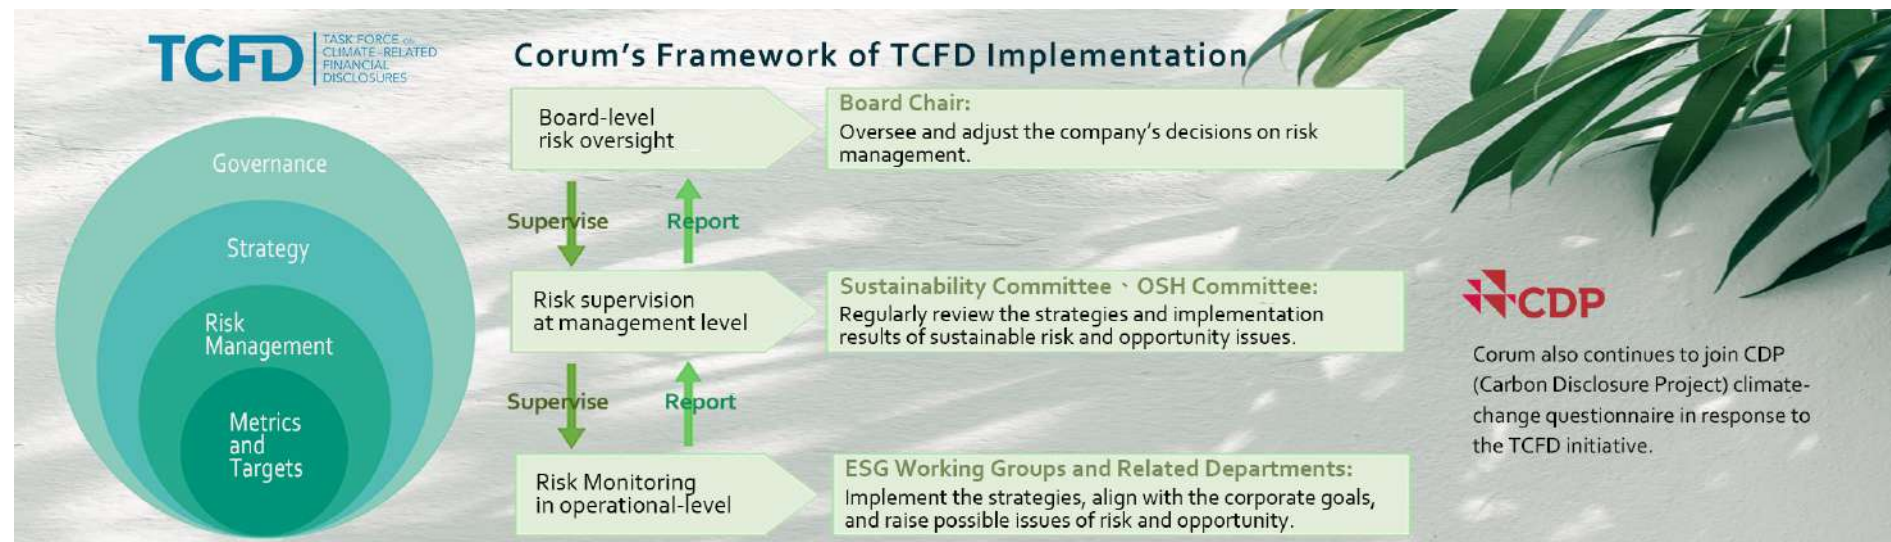 TCFD
TASK FORCE ON
CLIMATE-RELATED
FINANCIAL
DISCLOSURES
Corum's Framework of TCFD Implementation
Governance
Strategy
Risk
Management
Metrics
and
Targets
Board-level
risk oversight
Board Chair:
Oversee and adjust the company's decisions on risk
management.
Supervise
Report
Risk supervision
at management level
Sustainability Committee、OSH Committee:
Regularly review the strategies and implementation
results of sustainable risk and opportunity issues.
Supervise
Report
Risk Monitoring
in operational-level
ESG Working Groups and Related Departments:
Implement the strategies, align with the corporate goals,
and raise possible issues of risk and opportunity.
CDP
Corum also continues to join CDP
(Carbon Disclosure Project) climate-
change questionnaire in response to
the TCFD initiative.